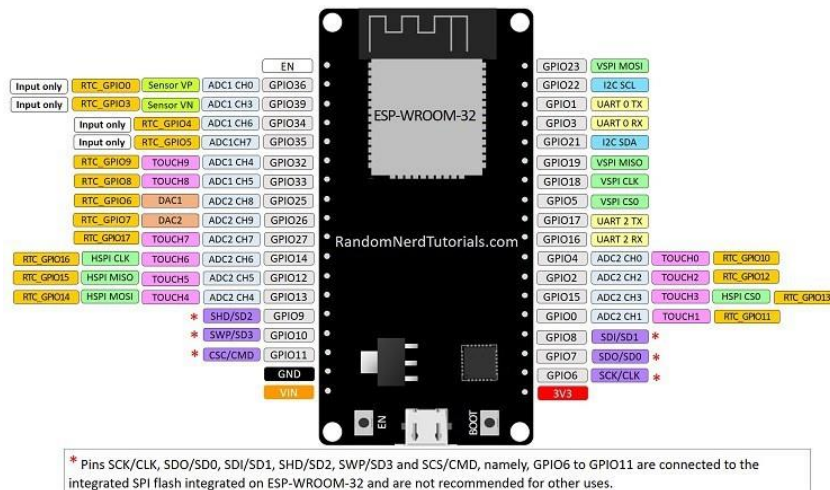 EN
Input only RTC_GPIO0 Sensor VP ADC1 CH0 GPIO36
Input only RTC_GPIO3 Sensor VN ADC1 CH3 GPIO39
Input only RTC_GPIO4 ADC1 CH6 GPIO34
Input only RTC_GPIO5 ADC1CH7 GPIO35
RTC_GPIO9 TOUCH9 ADC1 CH4 GPIO32
RTC_GPIO8 TOUCH8 ADC1 CH5 GPIO33
RTC_GPIO6 DAC1 ADC2 CH8 GPIO25
RTC_GPIO7 DAC2 ADC2 CH9 GPIO26
RTC_GPIO17 TOUCH7 ADC2 CH7 GPIO27
RTC_GPIO16 HSPI CLK TOUCH6 ADC2 CH6 GPIO14
RTC_GPIO15 HSPI MISO TOUCH5 ADC2 CH5 GPIO12
RTC_GPIO14 HSPI MOSI TOUCH4 ADC2 CH4 GPIO13
* SHD/SD2 GPIO9
* SWP/SD3 GPIO10
* CSC/CMD GPIO11
GND
VIN
ESP-WROOM-32
RandomNerdTutorials.com
EN
BOOT
GPIO23 VSPI MOSI
GPIO22 I2C SCL
GPIO1 UART 0 TX
GPIO3 UART 0 RX
GPIO21 I2C SDA
GPIO19 VSPI MISO
GPIO18 VSPI CLK
GPIO5 VSPI CS0
GPIO17 UART 2 TX
GPIO16 UART 2 RX
GPIO4 ADC2 CH0 TOUCH0 RTC_GPIO10
GPIO2 ADC2 CH2 TOUCH2 RTC_GPIO12
GPIO15 ADC2 CH3 TOUCH3 HSPI CS0 RTC_GPIO13
GPIO0 ADC2 CH1 TOUCH1 RTC_GPIO11
GPIO8 SDI/SD1 *
GPIO7 SDO/SD0 *
GPIO6 SCK/CLK *
3V3
* Pins SCK/CLK, SDO/SD0, SDI/SD1, SHD/SD2, SWP/SD3 and SCS/CMD, namely, GPIO6 to GPIO11 are connected to the
integrated SPI flash integrated on ESP-WROOM-32 and are not recommended for other uses.